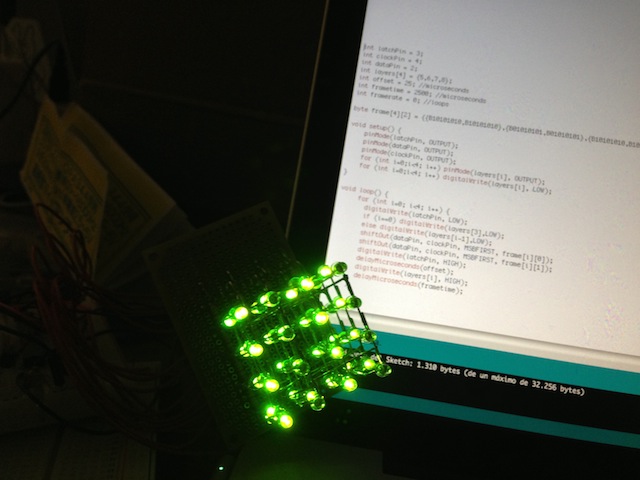 int latchPin = 3;
int clockPin = 4;
int dataPin = 2;
int layers[4] = {5,6,7,8};
int offset = 25; //microseconds
int frametime = 2500; //microseconds
int framerate = 0; //loops
byte frame[4][2] = {{B10101010,B10101010},{B01010101,B01010101},{B10101010,B10
void setup() {
pinMode(latchPin, OUTPUT);
pinMode(dataPin, OUTPUT);
pinMode(clockPin, OUTPUT);
for (int i=0;i<4; i++) pinMode(layers[i], OUTPUT);
for (int i=0;i<4; i++) digitalWrite(layers[i], LOW);
}
void loop() {
for (int i=0; i<4; i++) {
digitalWrite(latchPin, LOW);
if (i==0) digitalWrite(layers[3],LOW);
else digitalWrite(layers[i-1],LOW);
shiftOut(dataPin, clockPin, MSBFIRST, frame[i][0]);
shiftOut(dataPin, clockPin, MSBFIRST, frame[i][1]);
digitalWrite(latchPin, HIGH);
delayMicroseconds(offset);
digitalWrite(layers[i], HIGH);
delayMicroseconds(frametime);
Sketch: 1.310 bytes (de un máximo de 32.256 bytes)